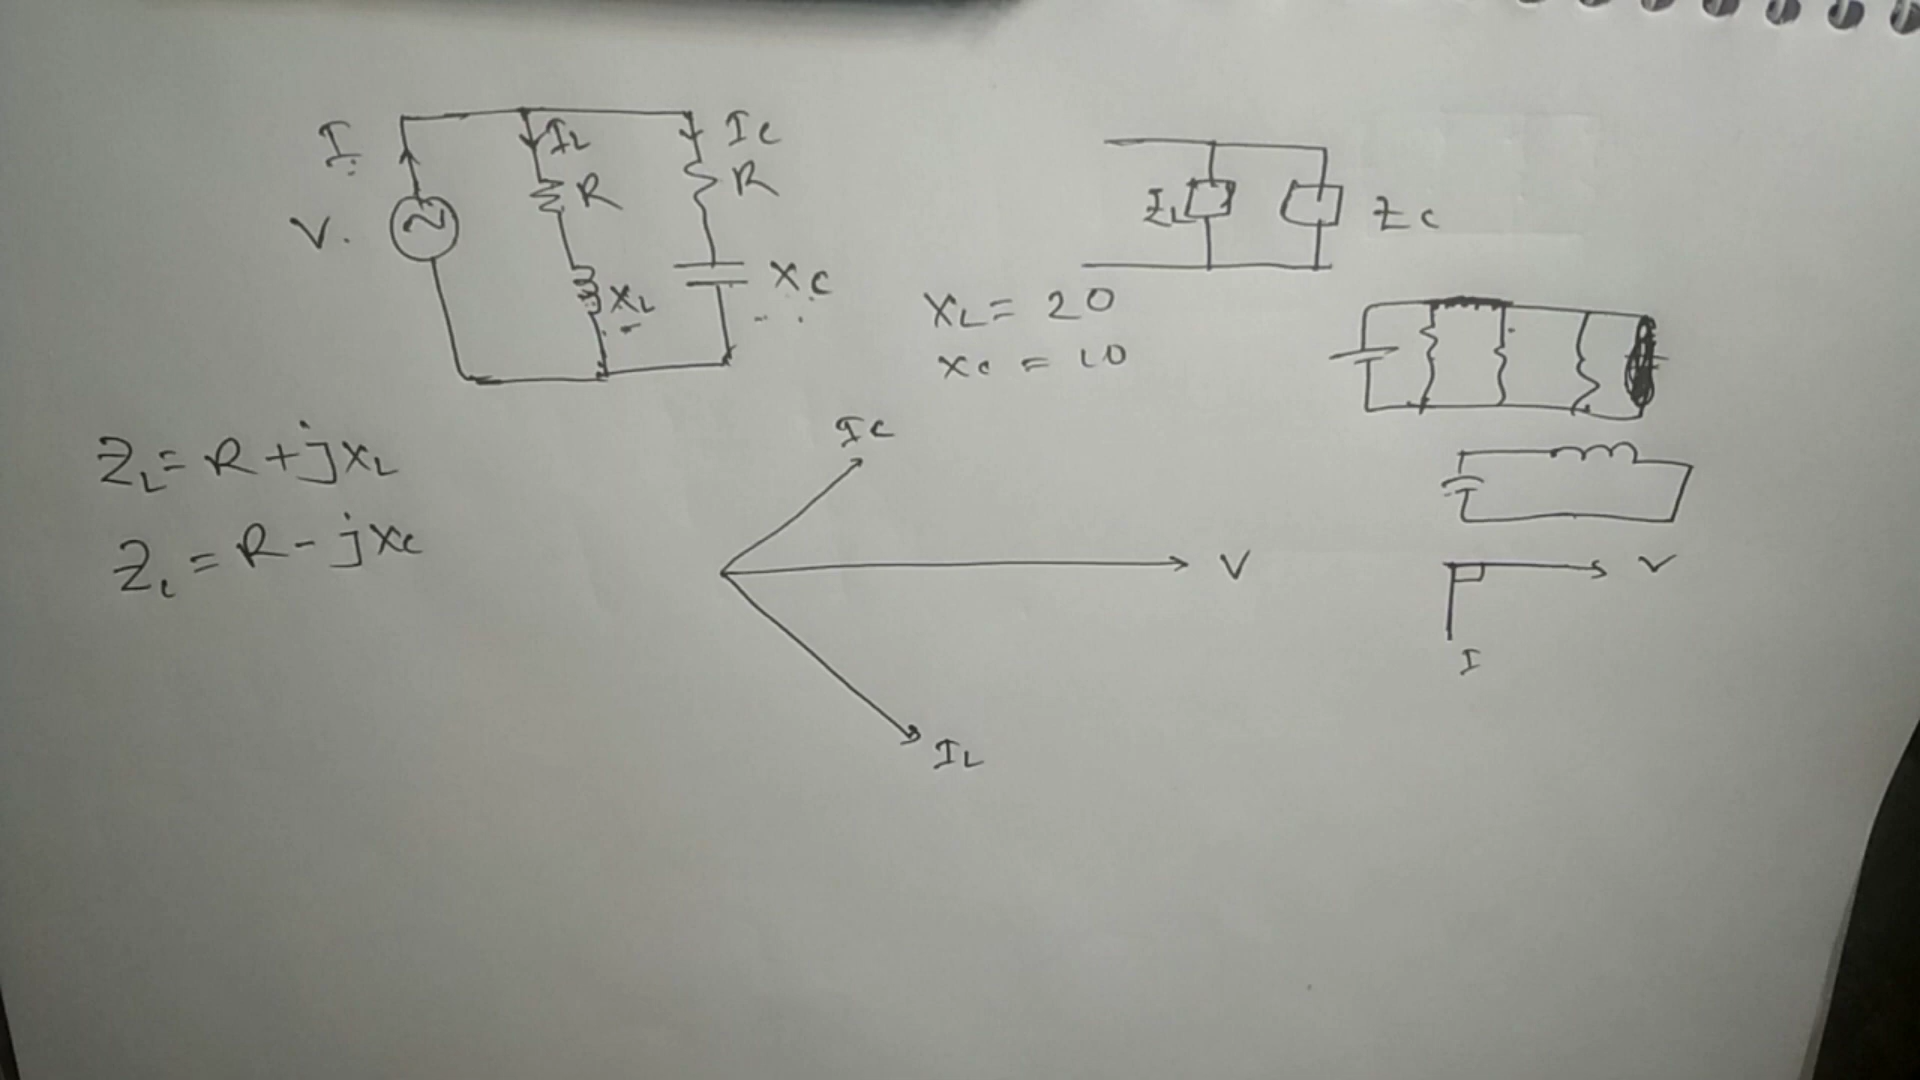 I
IL
Ic
R
R
V.
XL
Xc
ZL
Zc
XL = 20
Xc = 10
ZL = R + jXL
Zc = R - jXc
Ic
V
IL
V
I